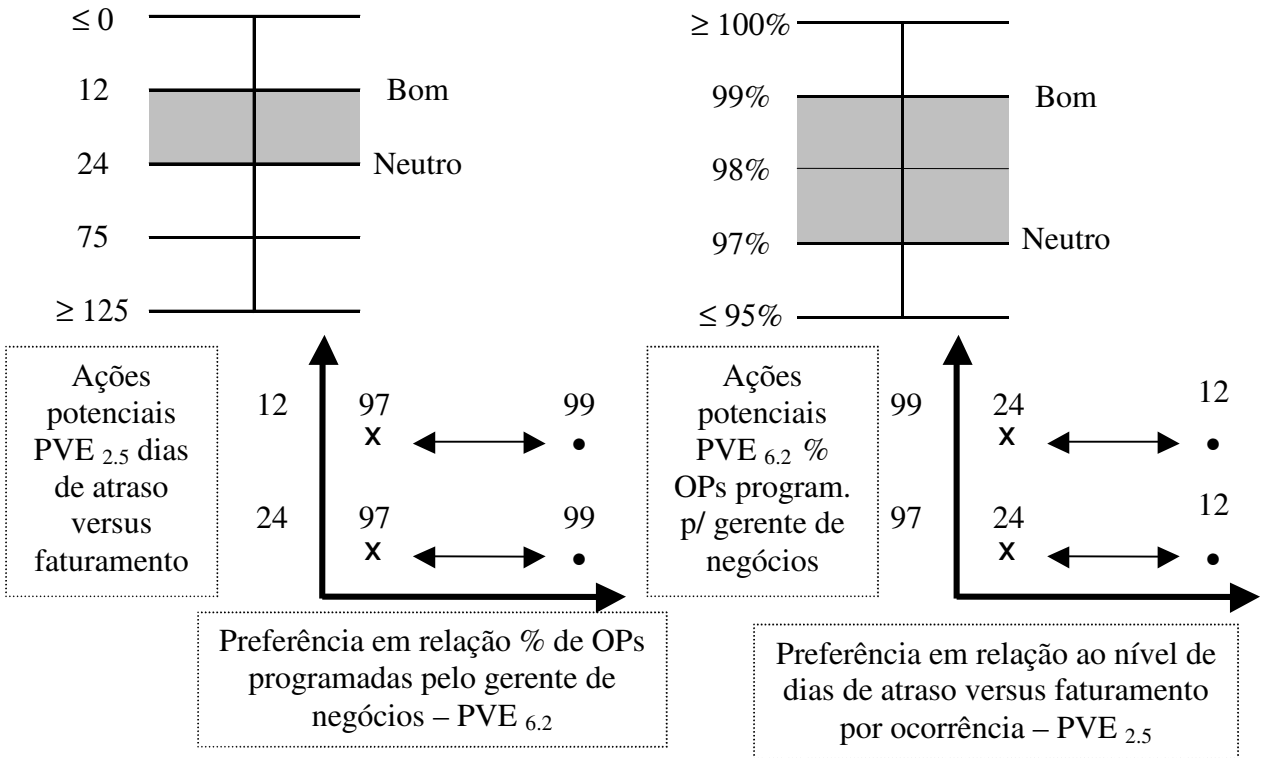 ≤ 0
12 Bom
24 Neutro
75
≥ 125
≥ 100%
99% Bom
98%
97% Neutro
≤ 95%
Ações
potenciais
PVE 2.5 dias
de atraso
versus
faturamento
12 97 99
x
24 97 99
x
Preferência em relação % de OPs
programadas pelo gerente de
negócios – PVE 6.2
Ações
potenciais
PVE 6.2 %
OPs program.
p/ gerente de
negócios
99 24 12
x
97 24 12
x
Preferência em relação ao nível de
dias de atraso versus faturamento
por ocorrência – PVE 2.5